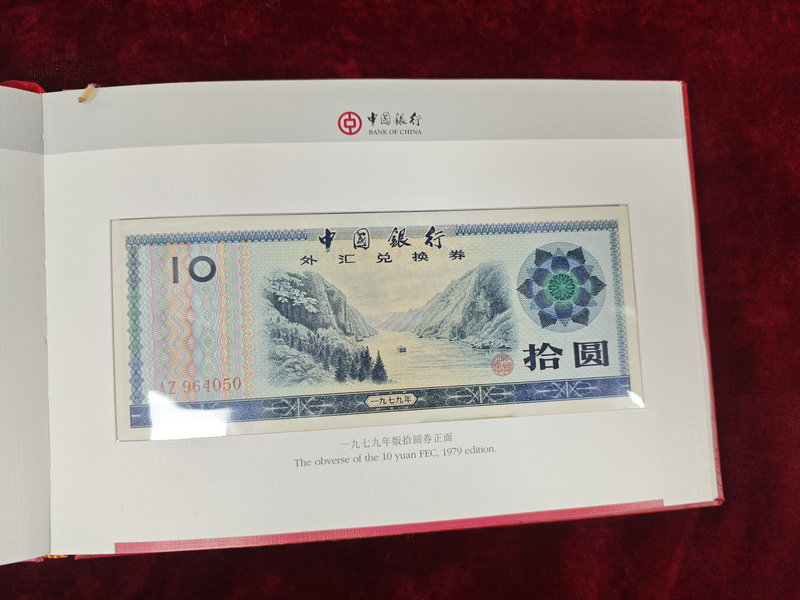 中国银行
BANK OF CHINA
中國銀行
外汇兑换券
10
拾圆
AZ 964050
一九七九年
一九七九年版拾圆券正面
The obverse of the 10 yuan FEC, 1979 edition.